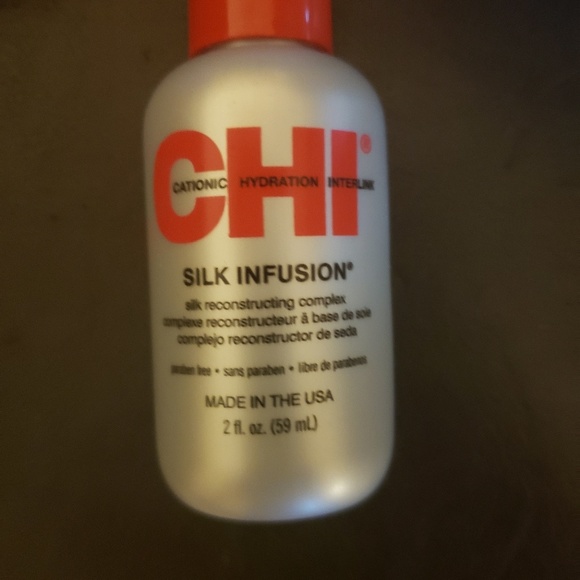 CHI®
CATIONIC HYDRATION INTERLINK
SILK INFUSION®
silk reconstructing complex
complexe reconstructeur à base de soie
complejo reconstructor de seda
paraben free • sans paraben • libre de parabenos
MADE IN THE USA
2 fl. oz. (59 mL)